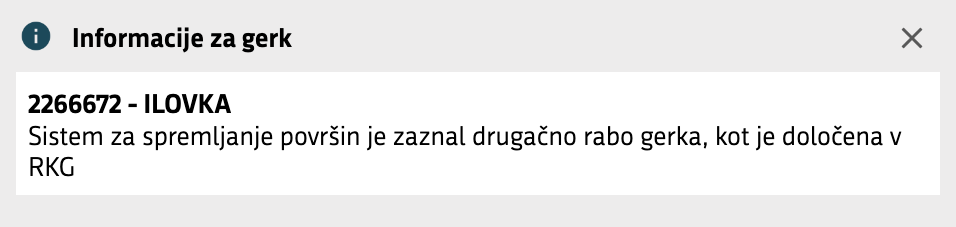 Informacije za gerk
2266672 - ILOVKA
Sistem za spremljanje površin je zaznal drugačno rabo gerka, kot je določena v
RKG